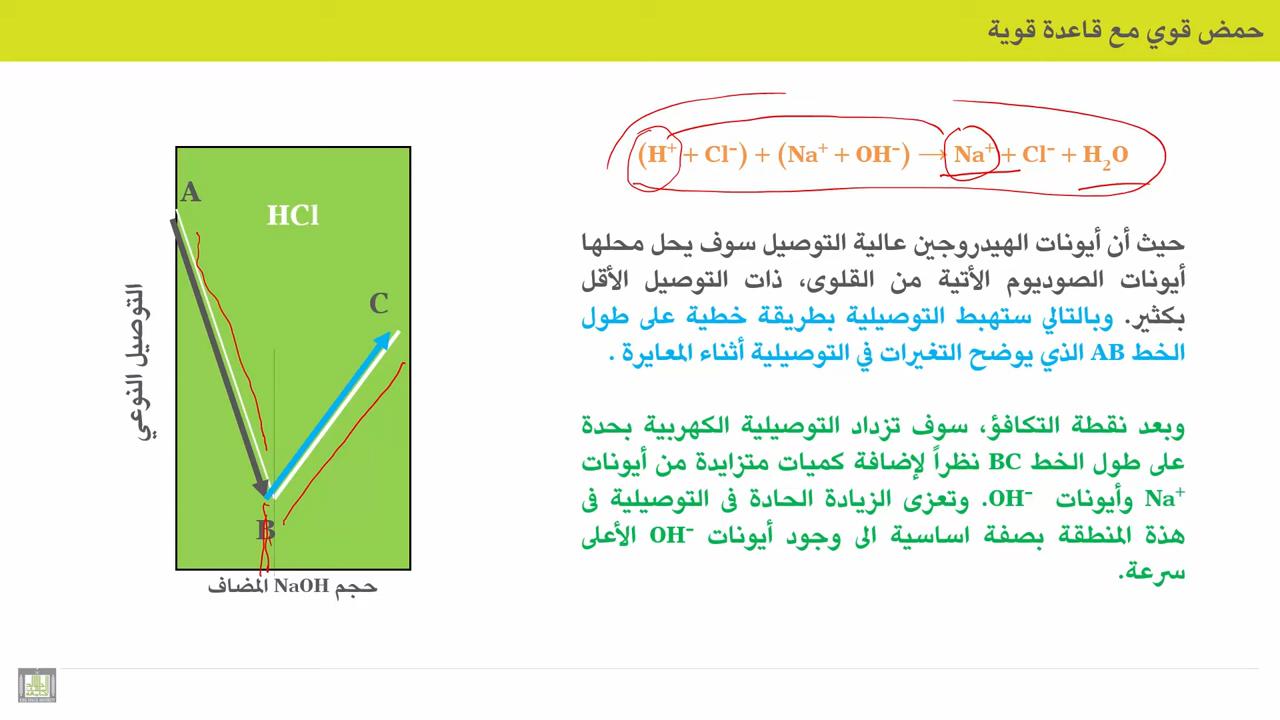 حمض قوي مع قاعدة قوية
(H⁺ + Cl⁻) + (Na⁺ + OH⁻) → Na⁺ + Cl⁻ + H₂O
حيث أن أيونات الهيدروجين عالية التوصيل سوف يحل محلها
أيونات الصوديوم الأتية من القلوى، ذات التوصيل الأقل
بكثير. وبالتالي ستهبط التوصيلية بطريقة خطية على طول
الخط AB الذي يوضح التغيرات في التوصيلية أثناء المعايرة .
وبعد نقطة التكافؤ، سوف تزداد التوصيلية الكهربية بحدة
على طول الخط BC نظراً لإضافة كميات متزايدة من أيونات
Na⁺ وأيونات OH⁻. وتعزى الزيادة الحادة فى التوصيلية فى
هذة المنطقة بصفة اساسية الى وجود أيونات OH⁻ الأعلى
سرعة.
A
HCl
C
B
التوصيل النوعي
حجم NaOH المضاف